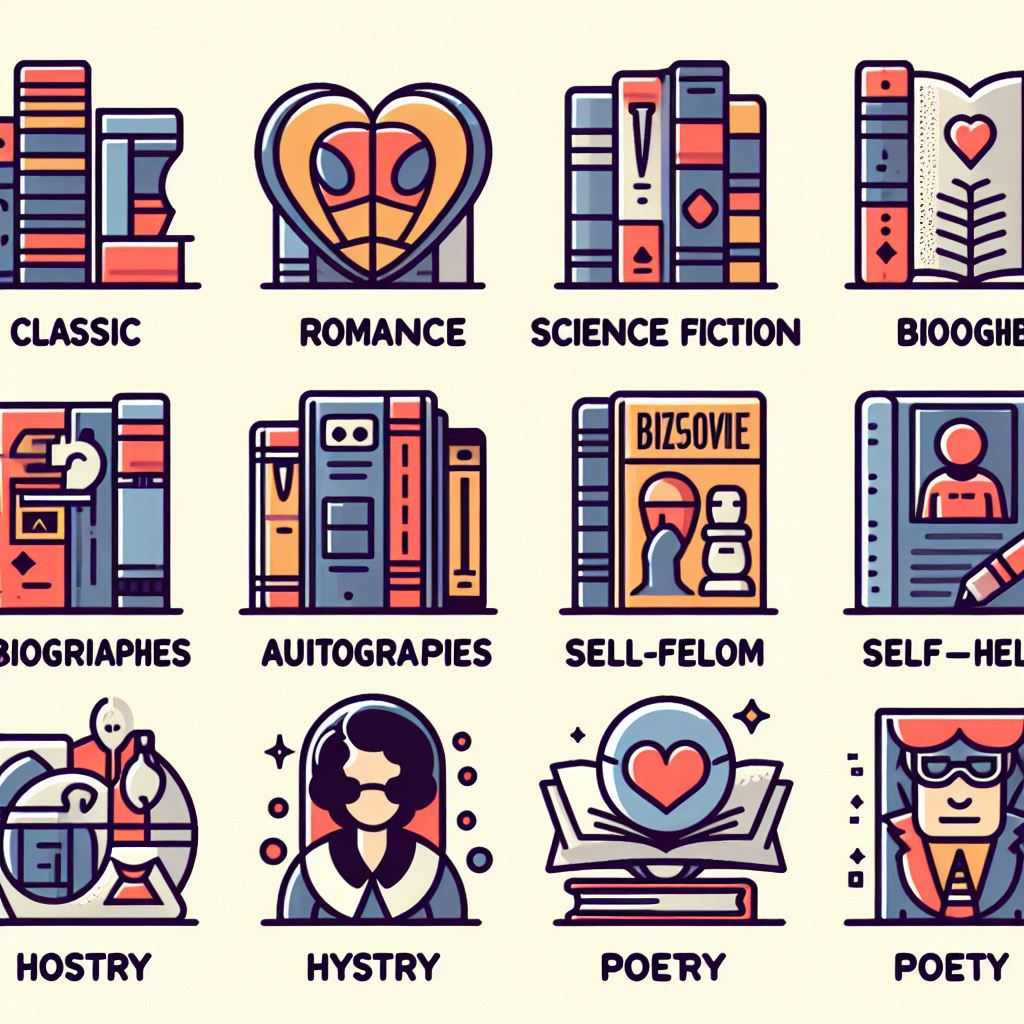 CLASSIC
ROMANCE
SCIENCE FICTION
BIOOGHE
BIZSOVIE
BIOGRIAPHES
AUITOGRAPIES
SELL-FELOM
SELF-HEL
HOSTRY
HYSTRY
POERY
POETY